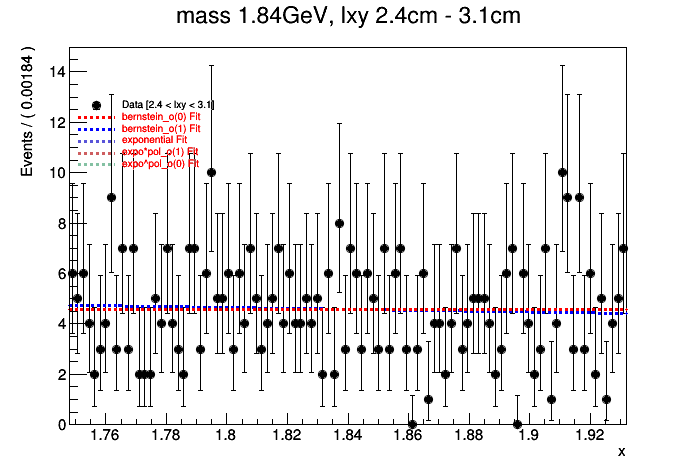 mass 1.84GeV, lxy 2.4cm - 3.1cm
Events / ( 0.00184 )
14
12
10
8
6
4
2
0
Data [2.4 < lxy < 3.1]
bernstein_o(0) Fit
bernstein_o(1) Fit
exponential Fit
expo*pol_o(1) Fit
expo^pol_o(0) Fit
1.76 1.78 1.8 1.82 1.84 1.86 1.88 1.9 1.92
x